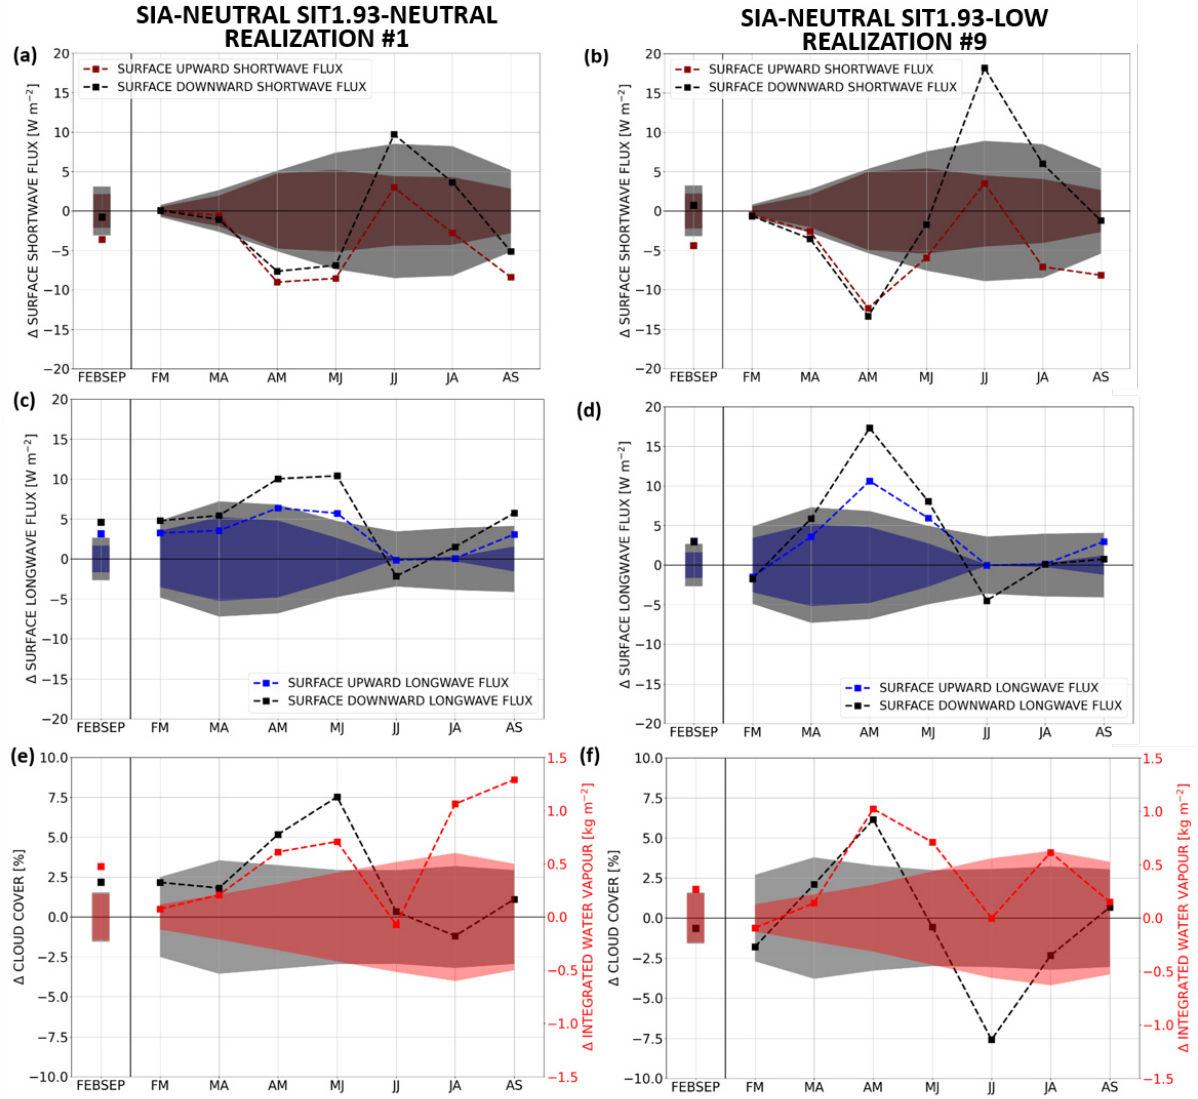 SIA-NEUTRAL SIT1.93-NEUTRAL
REALIZATION #1
SIA-NEUTRAL SIT1.93-LOW
REALIZATION #9
(a)
SURFACE UPWARD SHORTWAVE FLUX
SURFACE DOWNWARD SHORTWAVE FLUX
Δ SURFACE SHORTWAVE FLUX [W m⁻²]
20
15
10
5
0
−5
−10
−15
−20
FEBSEP FM MA AM MJ JJ JA AS
(b)
SURFACE UPWARD SHORTWAVE FLUX
SURFACE DOWNWARD SHORTWAVE FLUX
Δ SURFACE SHORTWAVE FLUX [W m⁻²]
20
15
10
5
0
−5
−10
−15
−20
FEBSEP FM MA AM MJ JJ JA AS
(c)
Δ SURFACE LONGWAVE FLUX [W m⁻²]
20
15
10
5
0
−5
−10
−15
−20
SURFACE UPWARD LONGWAVE FLUX
SURFACE DOWNWARD LONGWAVE FLUX
FEBSEP FM MA AM MJ JJ JA AS
(d)
Δ SURFACE LONGWAVE FLUX [W m⁻²]
20
15
10
5
0
−5
−10
−15
−20
SURFACE UPWARD LONGWAVE FLUX
SURFACE DOWNWARD LONGWAVE FLUX
FEBSEP FM MA AM MJ JJ JA AS
(e)
Δ CLOUD COVER [%]
10.0
7.5
5.0
2.5
0.0
−2.5
−5.0
−7.5
−10.0
1.5
1.0
0.5
0.0
−0.5
−1.0
−1.5
Δ INTEGRATED WATER VAPOUR [kg m⁻²]
FEBSEP FM MA AM MJ JJ JA AS
(f)
Δ CLOUD COVER [%]
10.0
7.5
5.0
2.5
0.0
−2.5
−5.0
−7.5
−10.0
1.5
1.0
0.5
0.0
−0.5
−1.0
−1.5
Δ INTEGRATED WATER VAPOUR [kg m⁻²]
FEBSEP FM MA AM MJ JJ JA AS